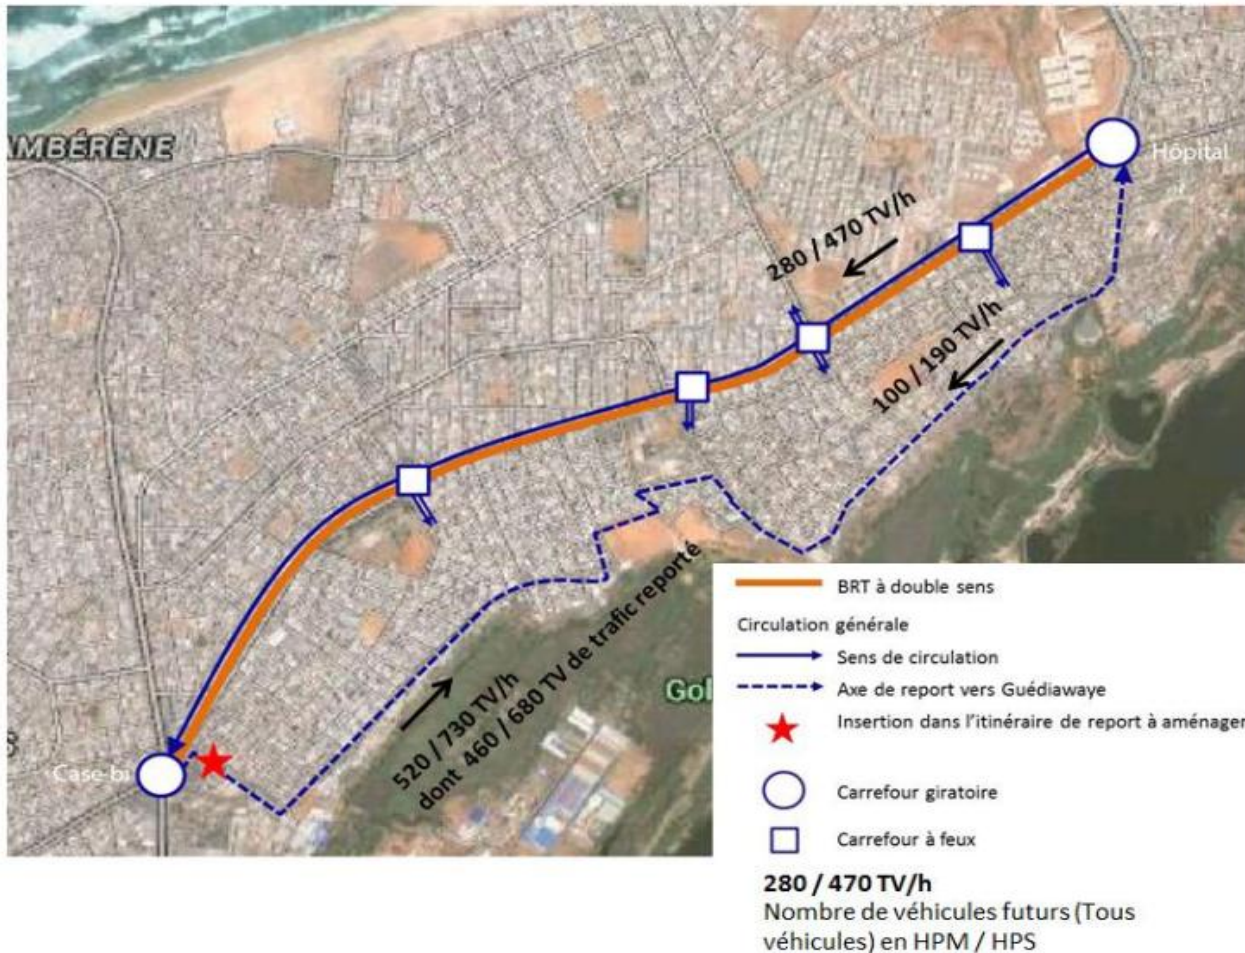 AMBÉRÈNE
Hôpital
280 / 470 TV/h
100 / 190 TV/h
520 / 730 TV/h
dont 460 / 680 TV de trafic reporté
Case-bi
Gol
BRT à double sens
Circulation générale
Sens de circulation
Axe de report vers Guédiawaye
Insertion dans l'itinéraire de report à aménager
Carrefour giratoire
Carrefour à feux
280 / 470 TV/h
Nombre de véhicules futurs (Tous
véhicules) en HPM / HPS